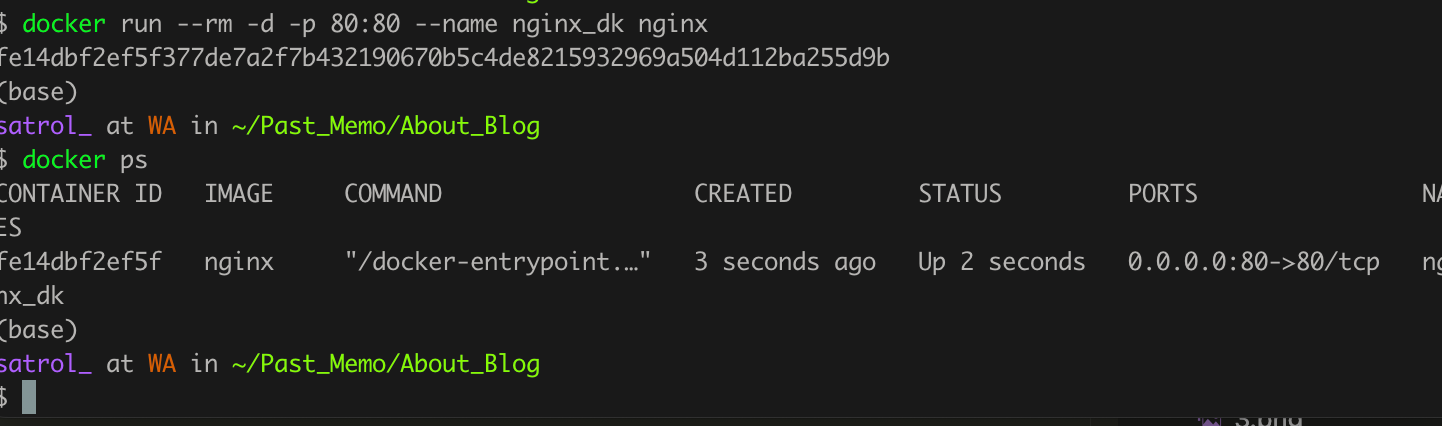 $ docker run --rm -d -p 80:80 --name nginx_dk nginx
fe14dbf2ef5f377de7a2f7b432190670b5c4de8215932969a504d112ba255d9b
(base)
satrol_ at WA in ~/Past_Memo/About_Blog
$ docker ps
CONTAINER ID IMAGE COMMAND CREATED STATUS PORTS NA
ES
fe14dbf2ef5f nginx "/docker-entrypoint.…" 3 seconds ago Up 2 seconds 0.0.0.0:80->80/tcp ng
nx_dk
(base)
satrol_ at WA in ~/Past_Memo/About_Blog
$
3.png